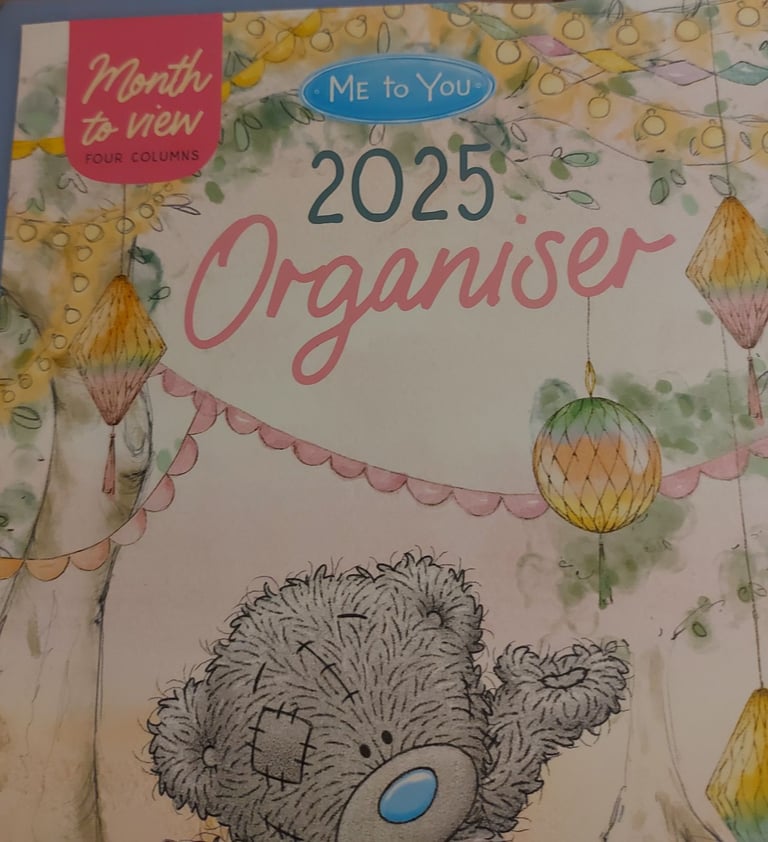 Month
to view
FOUR COLUMNS
ME to YOU
2025
Organiser